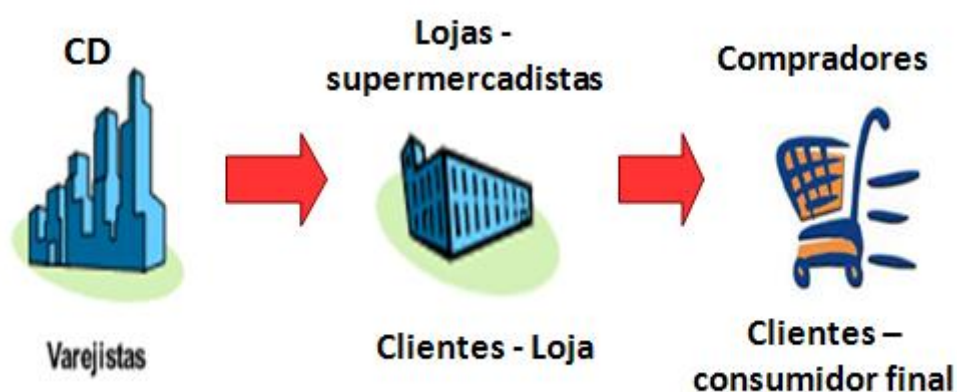 CD
Lojas -
supermercadistas
Compradores
Varejistas
Clientes - Loja
Clientes –
consumidor final